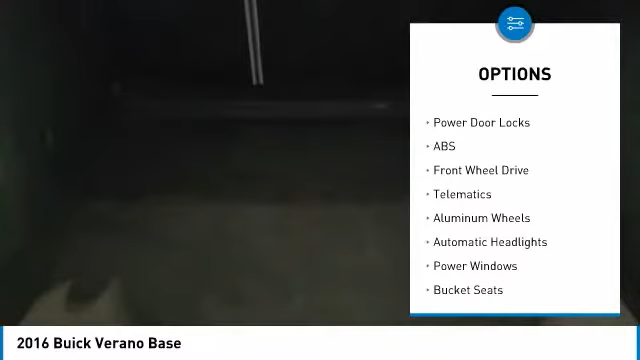 OPTIONS
Power Door Locks
ABS
Front Wheel Drive
Telematics
Aluminum Wheels
Automatic Headlights
Power Windows
Bucket Seats
2016 Buick Verano Base